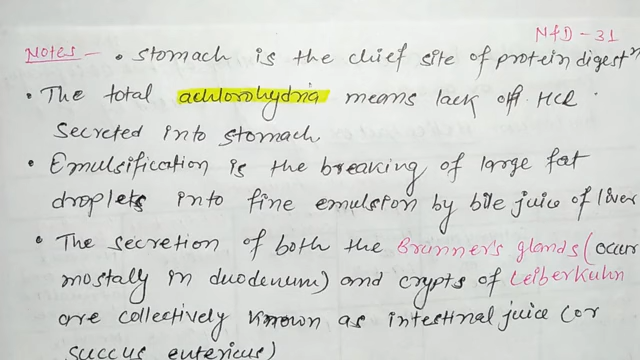 NfD-31
Notes - • Stomach is the chief site of protein digestn
• The total achlorohydria means lack off HCl
Secreted into stomach
• Emulsification is the breaking of large fat
droplets into fine emulsion by bile juice of liver
• The secretion of both the Brunner's glands (occur
mostally in duodenum) and crypts of Leiberkuhn
are collectively known as intestinal juice (or
succus entericus)